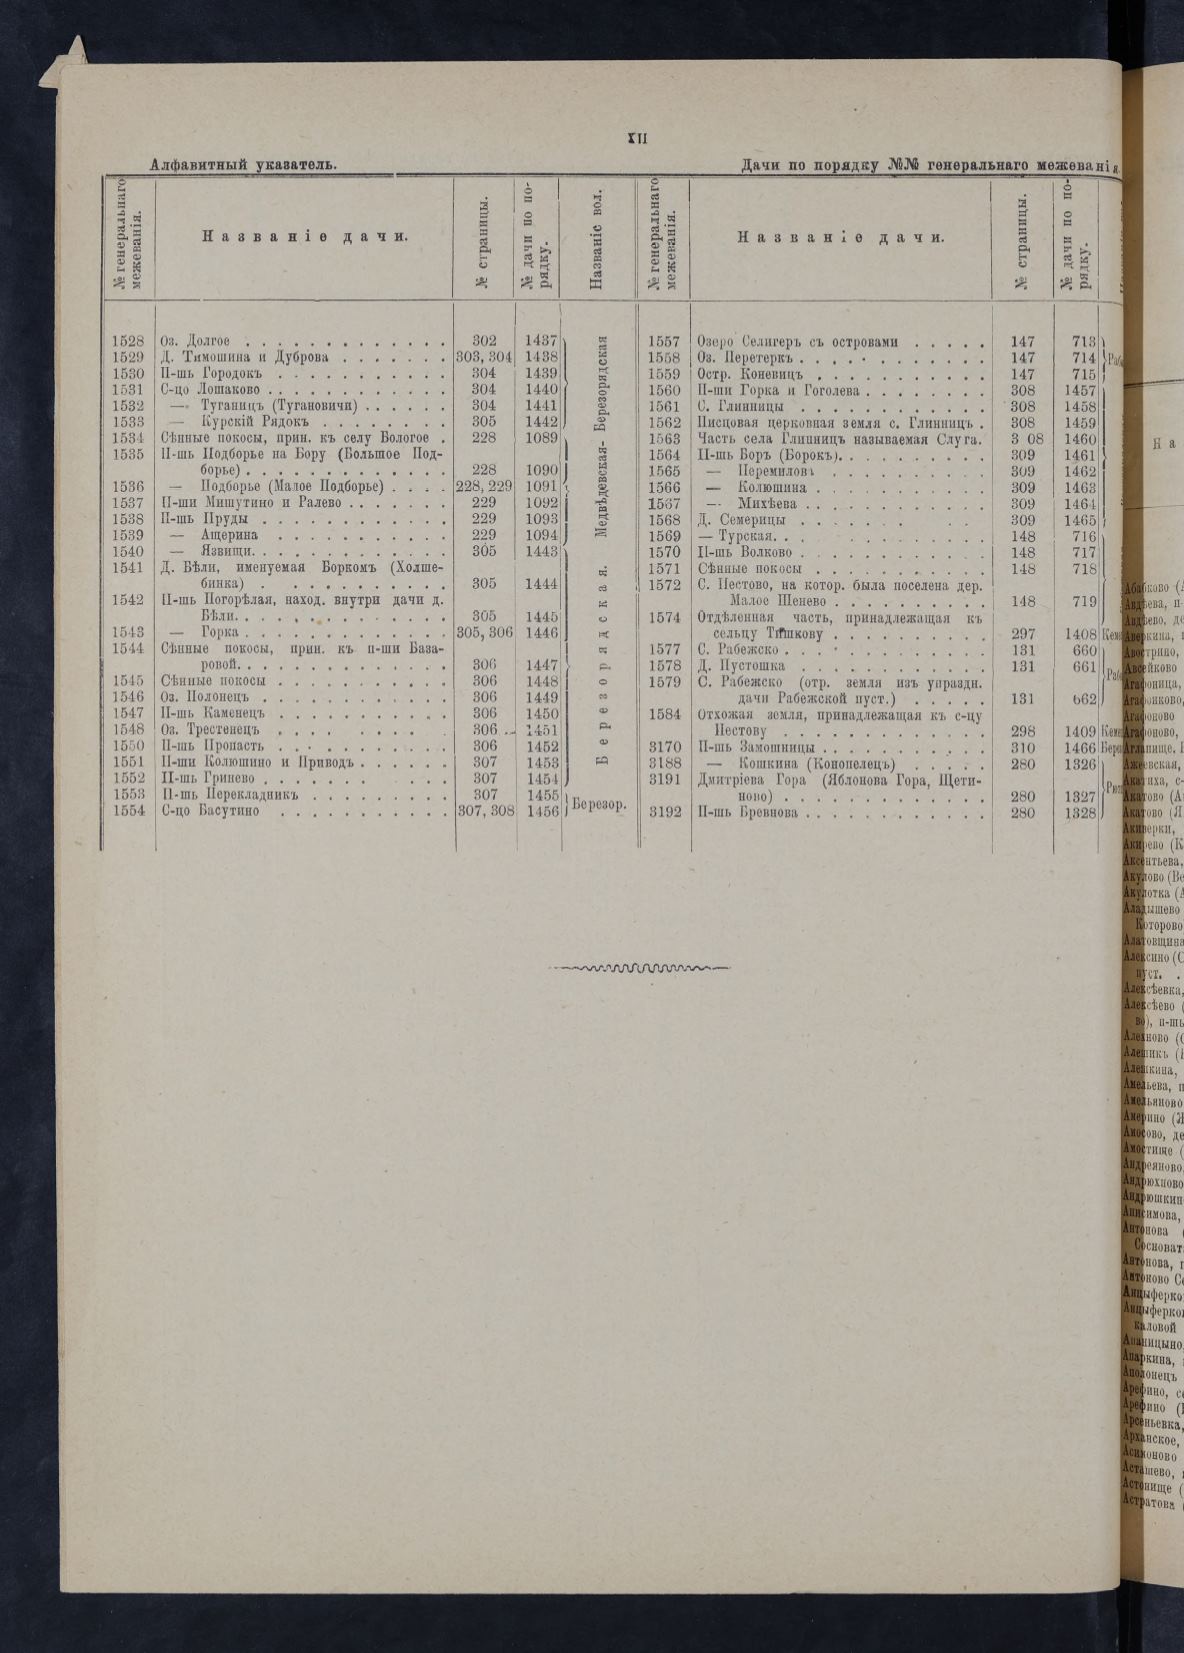 XII
Алфавитный указатель.
Дачи по порядку №№ генеральнаго межеванія.
№ генеральнаго межеванія.
Названіе дачи.
№ страницы.
№ дачи по порядку.
Названіе вол.
№ генеральнаго межеванія.
Названіе дачи.
№ страницы.
№ дачи по порядку.
1528 Оз. Долгое . . . 302 1437
1529 Д. Тимошина и Дуброва . . . 303, 304 1438
1530 П-шь Городокъ . . . 304 1439
1531 С-цо Лошаково . . . 304 1440
1532 — Туганицъ (Тугановичи) . . . 304 1441
1533 — Курскій Рядокъ . . . 305 1442
1534 Сѣнные покосы, прин. къ селу Бологое . 228 1089
1535 П-шь Подборье на Бору (Большое Под-
борье) . . . 228 1090
1536 — Подборье (Малое Подборье) . . . 228, 229 1091
1537 П-ши Мишутино и Ралево . . . 229 1092
1538 П-шь Пруды . . . 229 1093
1539 — Ащерина . . . 229 1094
1540 — Язвищи . . . 305 1443
1541 Д. Бѣли, именуемая Боркомъ (Холше-
бинка) . . . 305 1444
1542 П-шь Погорѣлая, наход. внутри дачи д.
Бѣли . . . 305 1445
1543 — Горка . . . 305, 306 1446
1544 Сѣнные покосы, прин. къ п-ши База-
ровой . . . 306 1447
1545 Сѣнные покосы . . . 306 1448
1546 Оз. Полонецъ . . . 306 1449
1547 П-шь Каменецъ . . . 306 1450
1548 Оз. Трестенецъ . . . 306 1451
1550 П-шь Пропасть . . . 306 1452
1551 П-ши Колюшино и Приводъ . . . 307 1453
1552 П-шь Гринево . . . 307 1454
1553 П-шь Перекладникъ . . . 307 1455
1554 С-цо Басутино . . . 307, 308 1456
Березорядская
Медвѣдевская-
Березорядская.
Березор.
1557 Озеро Селигеръ съ островами . . . 147 713
1558 Оз. Перетеркъ . . . 147 714
1559 Остр. Коневицъ . . . 147 715
1560 П-ши Горка и Гоголева . . . 308 1457
1561 С. Глинницы . . . 308 1458
1562 Писцовая церковная земля с. Глинницъ . 308 1459
1563 Часть села Глинницъ называемая Слуга. 3 08 1460
1564 П-шь Боръ (Борокъ) . . . 309 1461
1565 — Перемиловъ . . . 309 1462
1566 — Колюшина . . . 309 1463
1567 — Михѣева . . . 309 1464
1568 Д. Семерицы . . . 309 1465
1569 — Турская . . . 148 716
1570 П-шь Волково . . . 148 717
1571 Сѣнные покосы . . . 148 718
1572 С. Пестово, на котор. была поселена дер.
Малое Шенево . . . 148 719
1574 Отдѣленная часть, принадлежащая къ
сельцу Тишкову . . . 297 1408
1577 С. Рабежско . . . 131 660
1578 Д. Пустошка . . . 131 661
1579 С. Рабежско (отр. земля изъ упраздн.
дачи Рабежской пуст.) . . . 131 662
1584 Отхожая земля, принадлежащая къ с-цу
Пестову . . . 298 1409
3170 П-шь Замошницы . . . 310 1466
3188 — Кошкина (Конопелецъ) . . . 280 1326
3191 Дмитріева Гора (Яблонова Гора, Щети-
ново) . . . 280 1327
3192 П-шь Бревнова . . . 280 1328